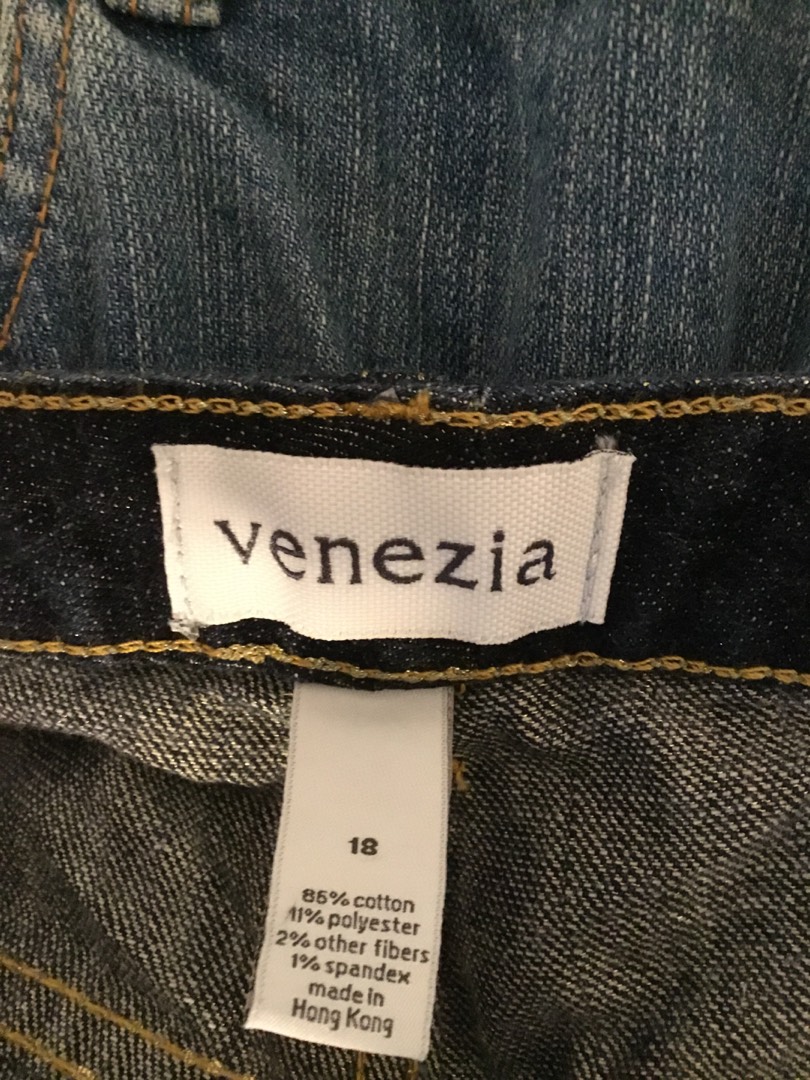 venezia
18
86% cotton
11% polyester
2% other fibers
1% spandex
made in
Hong Kong